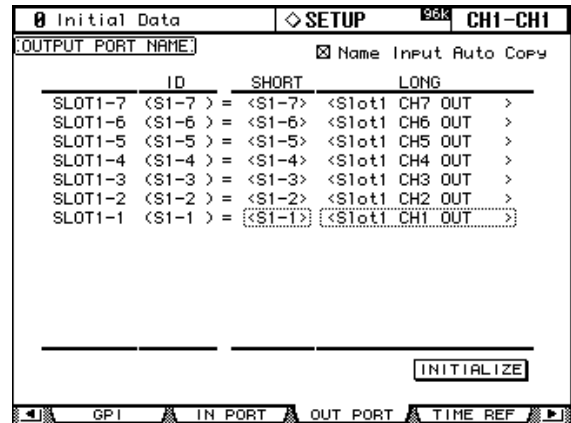 0 Initial Data ◇SETUP 96k CH1-CH1
OUTPUT PORT NAME
☒ Name Input Auto Copy
ID SHORT LONG
SLOT1-7 (S1-7 ) = <S1-7> <Slot1 CH7 OUT >
SLOT1-6 (S1-6 ) = <S1-6> <Slot1 CH6 OUT >
SLOT1-5 (S1-5 ) = <S1-5> <Slot1 CH5 OUT >
SLOT1-4 (S1-4 ) = <S1-4> <Slot1 CH4 OUT >
SLOT1-3 (S1-3 ) = <S1-3> <Slot1 CH3 OUT >
SLOT1-2 (S1-2 ) = <S1-2> <Slot1 CH2 OUT >
SLOT1-1 (S1-1 ) = <S1-1> <Slot1 CH1 OUT >
INITIALIZE
GPI IN PORT OUT PORT TIME REF